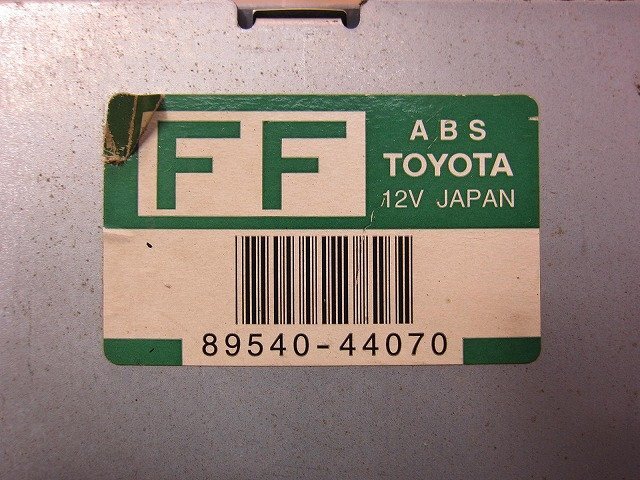 FF
ABS
TOYOTA
12V JAPAN
89540-44070